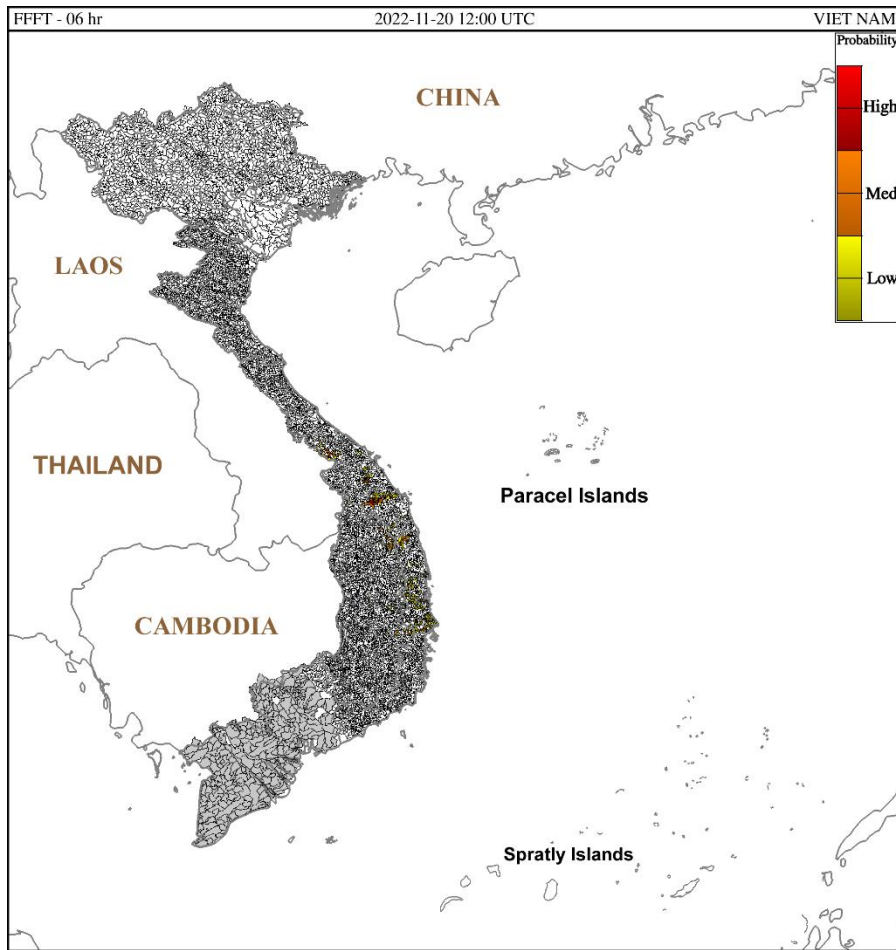 FFFT - 06 hr 2022-11-20 12:00 UTC VIET NAM
Probability
CHINA
High
Med
LAOS
Low
THAILAND
Paracel Islands
CAMBODIA
Spratly Islands